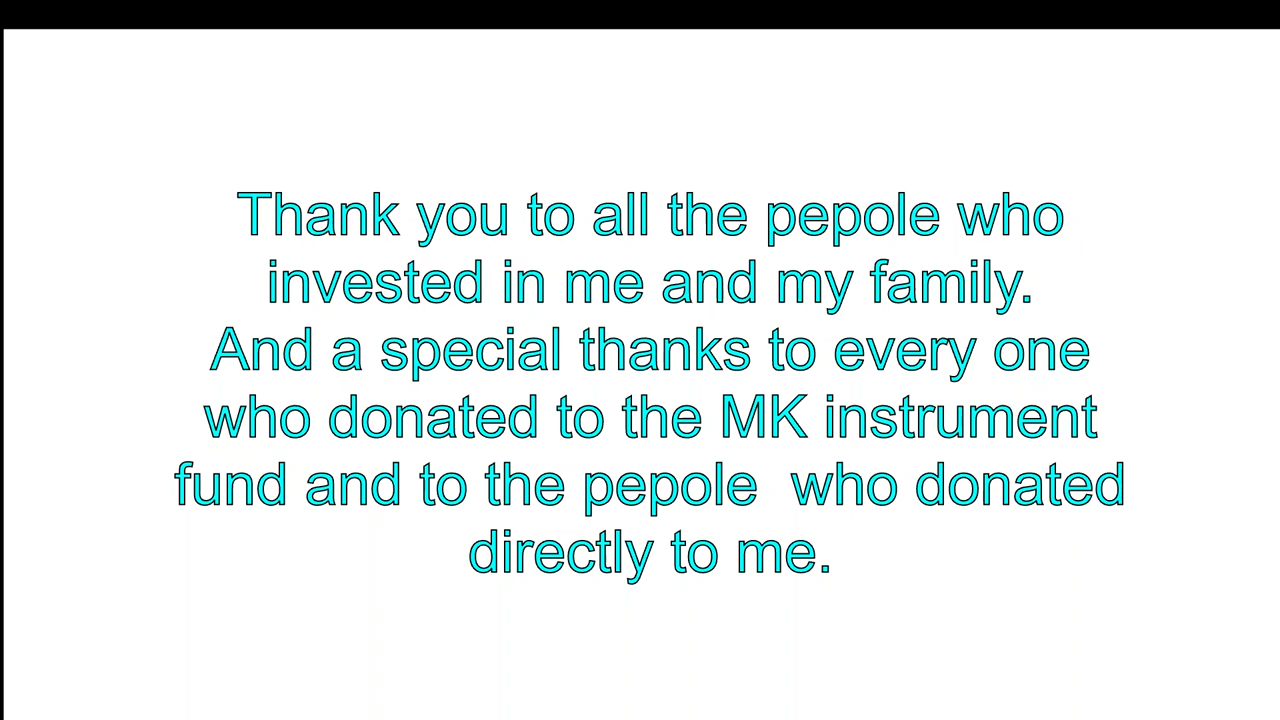 Thank you to all the pepole who
invested in me and my family.
And a special thanks to every one
who donated to the MK instrument
fund and to the pepole  who donated
directly to me.